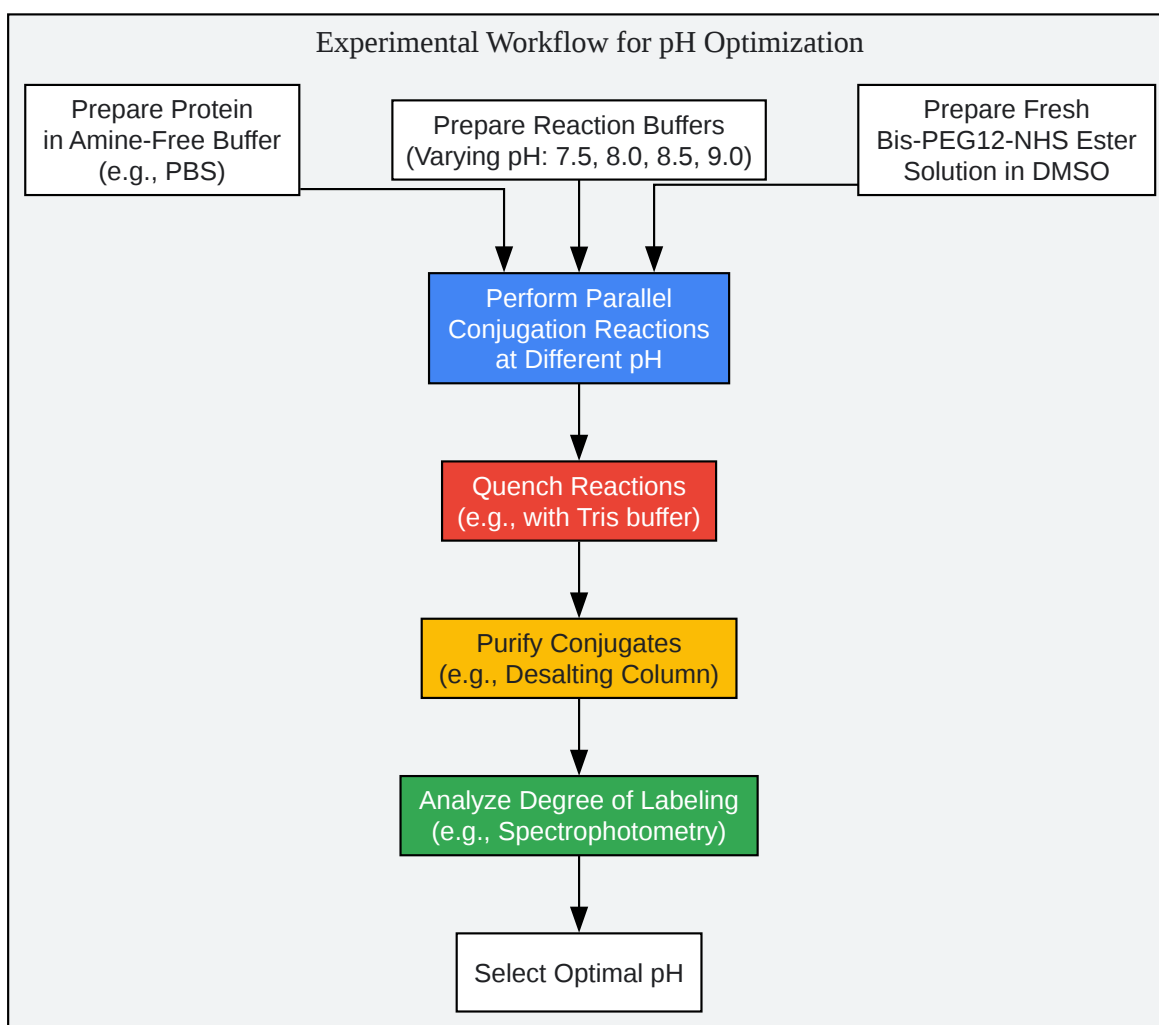 Experimental Workflow for pH Optimization
Prepare Protein
in Amine-Free Buffer
(e.g., PBS)
Prepare Reaction Buffers
(Varying pH: 7.5, 8.0, 8.5, 9.0)
Prepare Fresh
Bis-PEG12-NHS Ester
Solution in DMSO
Perform Parallel
Conjugation Reactions
at Different pH
Quench Reactions
(e.g., with Tris buffer)
Purify Conjugates
(e.g., Desalting Column)
Analyze Degree of Labeling
(e.g., Spectrophotometry)
Select Optimal pH